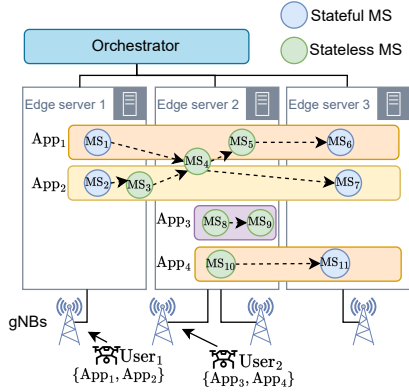 Stateful MS
Orchestrator
Stateless MS
Edge server 1
Edge server 2
Edge server 3
App₁
MS₁
MS₄
MS₅
MS₆
App₂
MS₂
MS₃
MS₇
App₃
MS₈
MS₉
App₄
MS₁₀
MS₁₁
gNBs
User₁
{App₁, App₂}
User₂
{App₃, App₄}